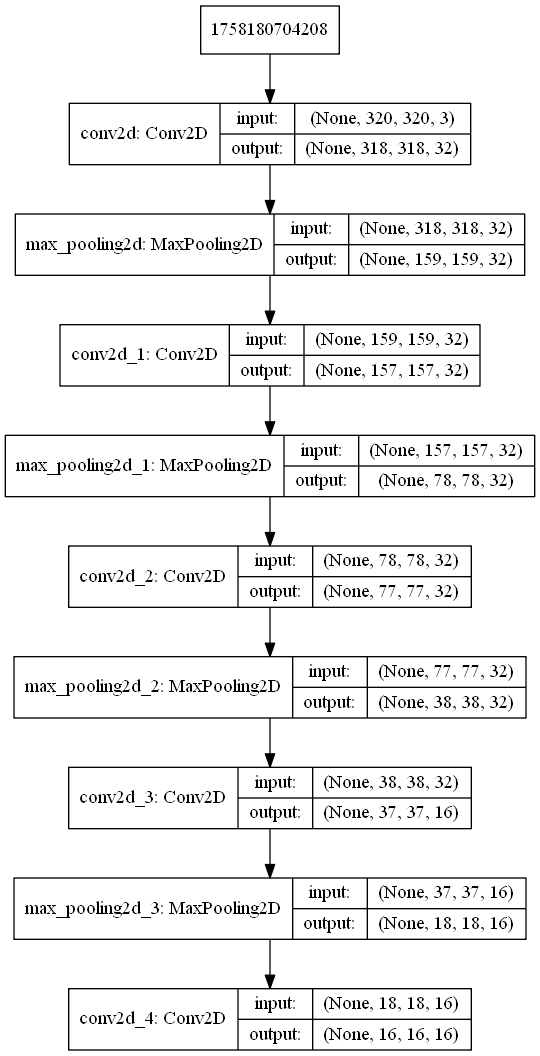 1758180704208
conv2d: Conv2D
input: (None, 320, 320, 3)
output: (None, 318, 318, 32)
max_pooling2d: MaxPooling2D
input: (None, 318, 318, 32)
output: (None, 159, 159, 32)
conv2d_1: Conv2D
input: (None, 159, 159, 32)
output: (None, 157, 157, 32)
max_pooling2d_1: MaxPooling2D
input: (None, 157, 157, 32)
output: (None, 78, 78, 32)
conv2d_2: Conv2D
input: (None, 78, 78, 32)
output: (None, 77, 77, 32)
max_pooling2d_2: MaxPooling2D
input: (None, 77, 77, 32)
output: (None, 38, 38, 32)
conv2d_3: Conv2D
input: (None, 38, 38, 32)
output: (None, 37, 37, 16)
max_pooling2d_3: MaxPooling2D
input: (None, 37, 37, 16)
output: (None, 18, 18, 16)
conv2d_4: Conv2D
input: (None, 18, 18, 16)
output: (None, 16, 16, 16)